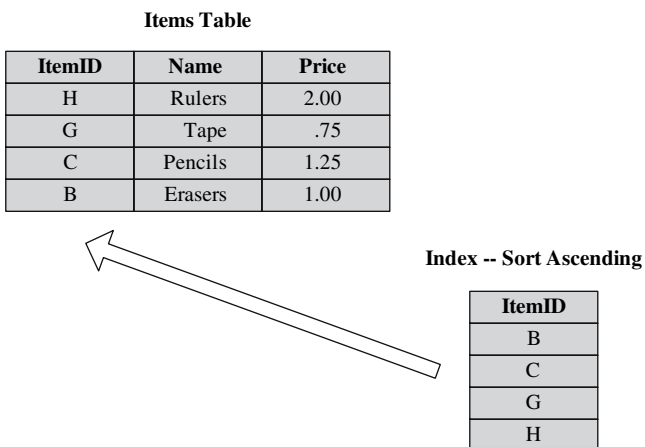 Items Table
ItemID Name Price
H Rulers 2.00
G Tape .75
C Pencils 1.25
B Erasers 1.00
Index -- Sort Ascending
ItemID
B
C
G
H